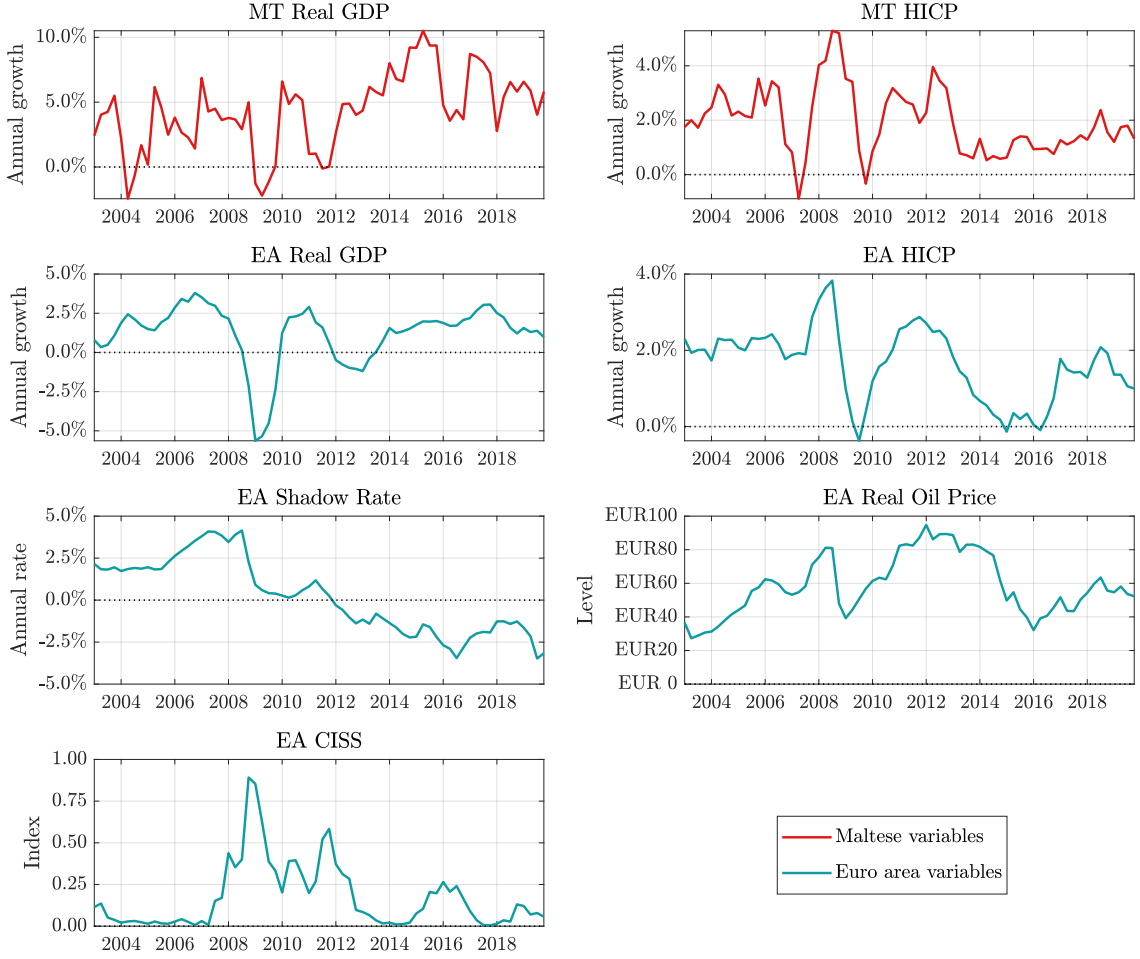 MT Real GDP
Annual growth
10.0%
5.0%
0.0%
2004 2006 2008 2010 2012 2014 2016 2018
MT HICP
Annual growth
4.0%
2.0%
0.0%
2004 2006 2008 2010 2012 2014 2016 2018
EA Real GDP
Annual growth
5.0%
2.5%
0.0%
-2.5%
-5.0%
2004 2006 2008 2010 2012 2014 2016 2018
EA HICP
Annual growth
4.0%
2.0%
0.0%
2004 2006 2008 2010 2012 2014 2016 2018
EA Shadow Rate
Annual rate
5.0%
2.5%
0.0%
-2.5%
-5.0%
2004 2006 2008 2010 2012 2014 2016 2018
EA Real Oil Price
Level
EUR100
EUR80
EUR60
EUR40
EUR20
EUR 0
2004 2006 2008 2010 2012 2014 2016 2018
EA CISS
Index
1.00
0.75
0.50
0.25
0.00
2004 2006 2008 2010 2012 2014 2016 2018
Maltese variables
Euro area variables